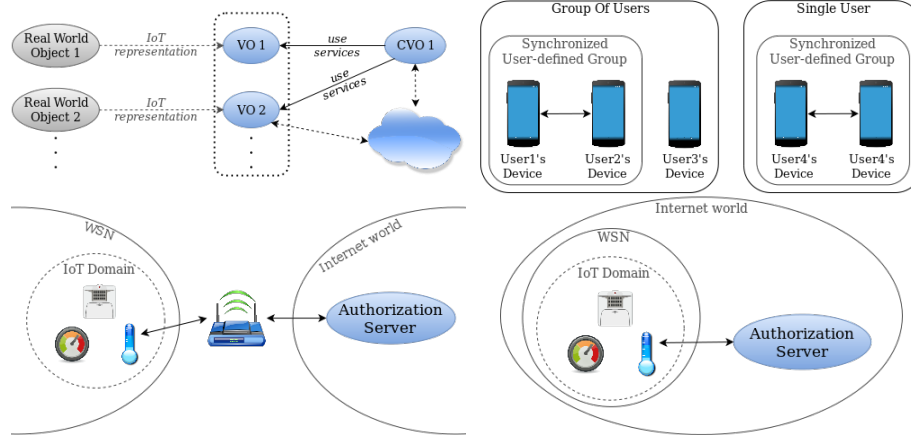 Real World
Object 1
IoT
representation
VO 1
use
services
CVO 1
Real World
Object 2
IoT
representation
VO 2
use
services
Group Of Users
Synchronized
User-defined Group
User1's
Device
User2's
Device
User3's
Device
Single User
Synchronized
User-defined Group
User4's
Device
User4's
Device
WSN
IoT Domain
Internet world
Authorization
Server
Internet world
WSN
IoT Domain
Authorization
Server